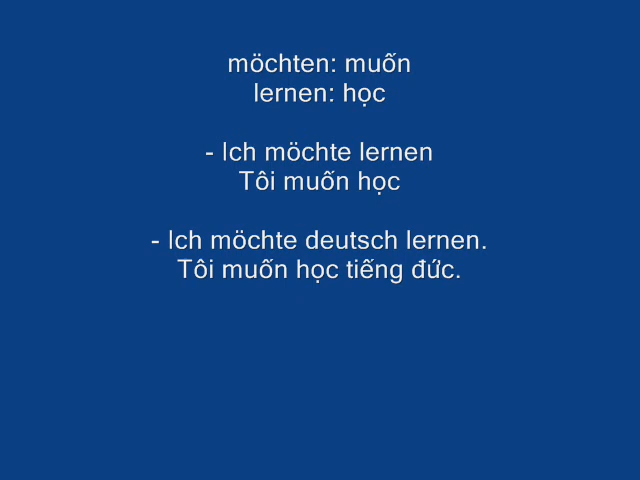 möchten: muốn
lernen: học
- Ich möchte lernen
Tôi muốn học
- Ich möchte deutsch lernen.
Tôi muốn học tiếng đức.